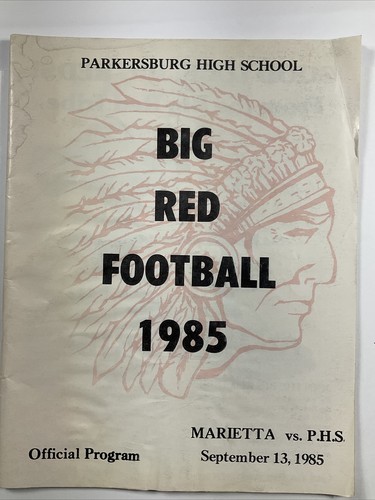 PARKERSBURG HIGH SCHOOL
BIG
RED
FOOTBALL
1985
MARIETTA vs. P.H.S.
Official Program
September 13, 1985